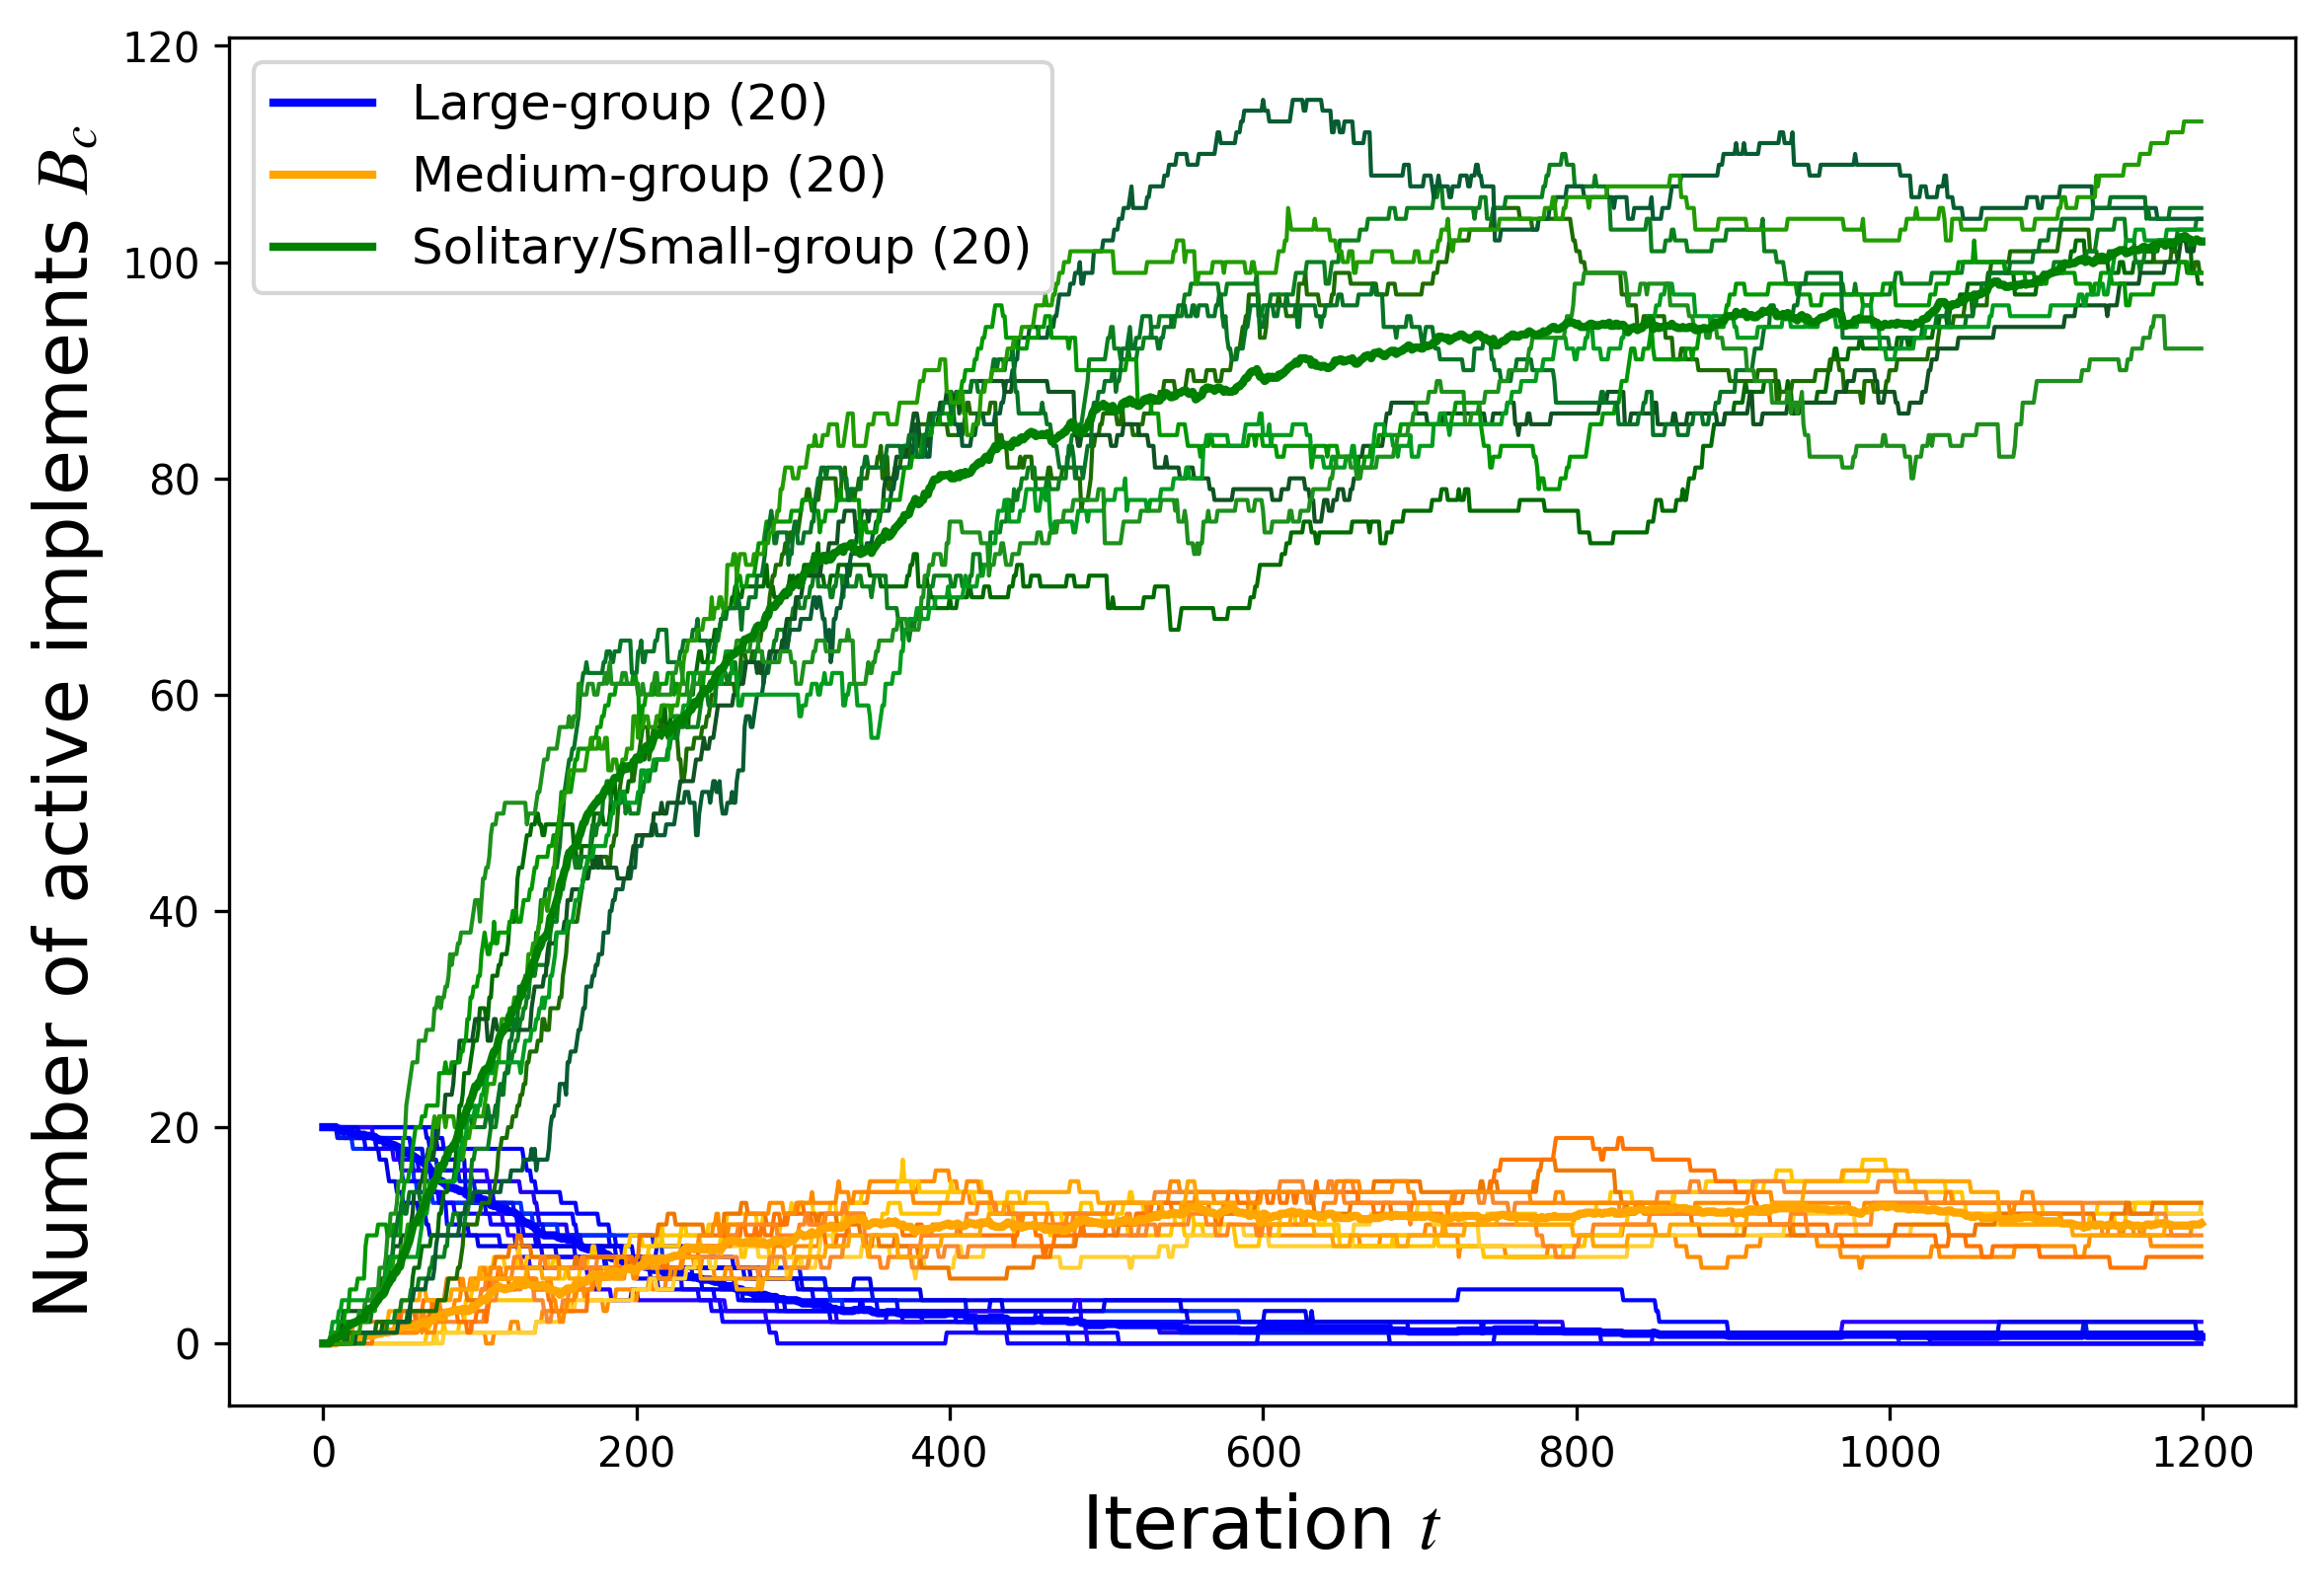 Number of active implements B_c
120
100
80
60
40
20
0
Large-group (20)
Medium-group (20)
Solitary/Small-group (20)
0 200 400 600 800 1000 1200
Iteration t